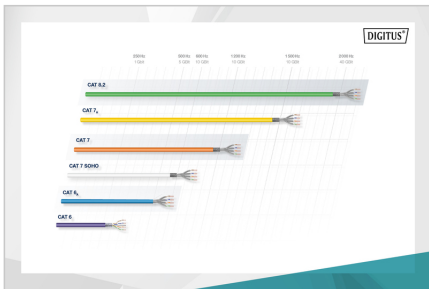 DIGITUS®
250 Hz 500 Hz 600 Hz 1200 Hz 1500 Hz 2000 Hz
1 GBit 5 GBit 10 GBit 10 GBit 10 GBit 40 GBit
CAT 8.2
CAT 7A
CAT 7
CAT 7 SOHO
CAT 6A
CAT 6